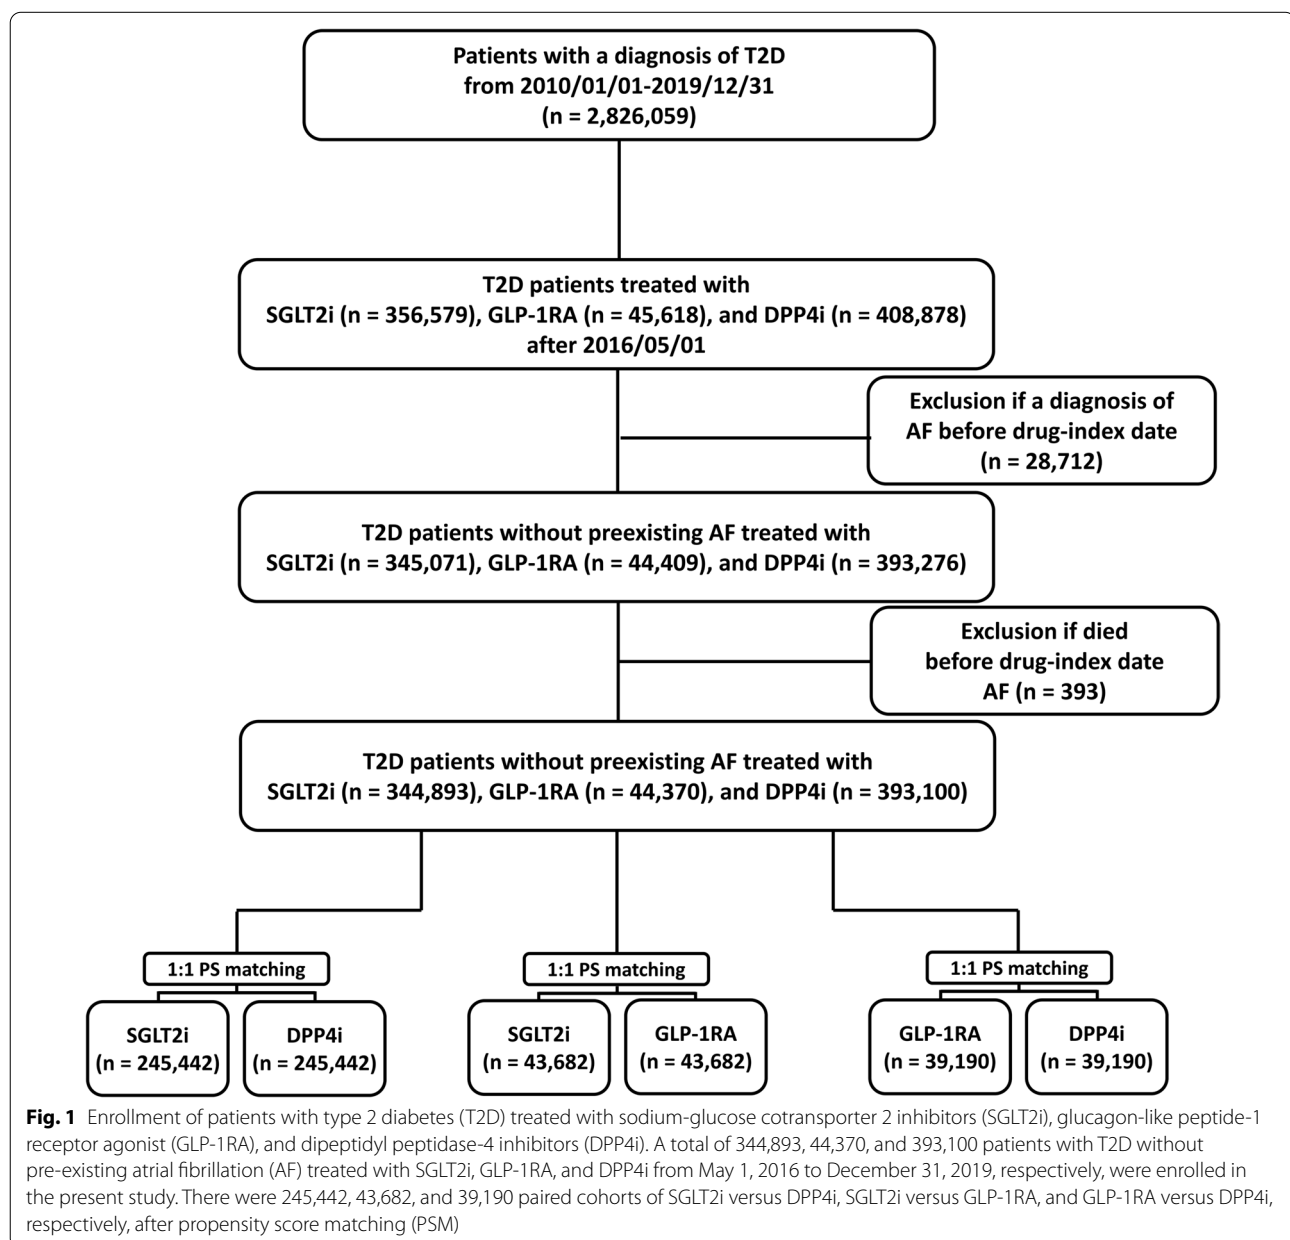 Patients with a diagnosis of T2D
from 2010/01/01-2019/12/31
(n = 2,826,059)
T2D patients treated with
SGLT2i (n = 356,579), GLP-1RA (n = 45,618), and DPP4i (n = 408,878)
after 2016/05/01
Exclusion if a diagnosis of
AF before drug-index date
(n = 28,712)
T2D patients without preexisting AF treated with
SGLT2i (n = 345,071), GLP-1RA (n = 44,409), and DPP4i (n = 393,276)
Exclusion if died
before drug-index date
AF (n = 393)
T2D patients without preexisting AF treated with
SGLT2i (n = 344,893), GLP-1RA (n = 44,370), and DPP4i (n = 393,100)
1:1 PS matching
SGLT2i
(n = 245,442)
DPP4i
(n = 245,442)
1:1 PS matching
SGLT2i
(n = 43,682)
GLP-1RA
(n = 43,682)
1:1 PS matching
GLP-1RA
(n = 39,190)
DPP4i
(n = 39,190)
Fig. 1 Enrollment of patients with type 2 diabetes (T2D) treated with sodium-glucose cotransporter 2 inhibitors (SGLT2i), glucagon-like peptide-1
receptor agonist (GLP-1RA), and dipeptidyl peptidase-4 inhibitors (DPP4i). A total of 344,893, 44,370, and 393,100 patients with T2D without
pre-existing atrial fibrillation (AF) treated with SGLT2i, GLP-1RA, and DPP4i from May 1, 2016 to December 31, 2019, respectively, were enrolled in
the present study. There were 245,442, 43,682, and 39,190 paired cohorts of SGLT2i versus DPP4i, SGLT2i versus GLP-1RA, and GLP-1RA versus DPP4i,
respectively, after propensity score matching (PSM)